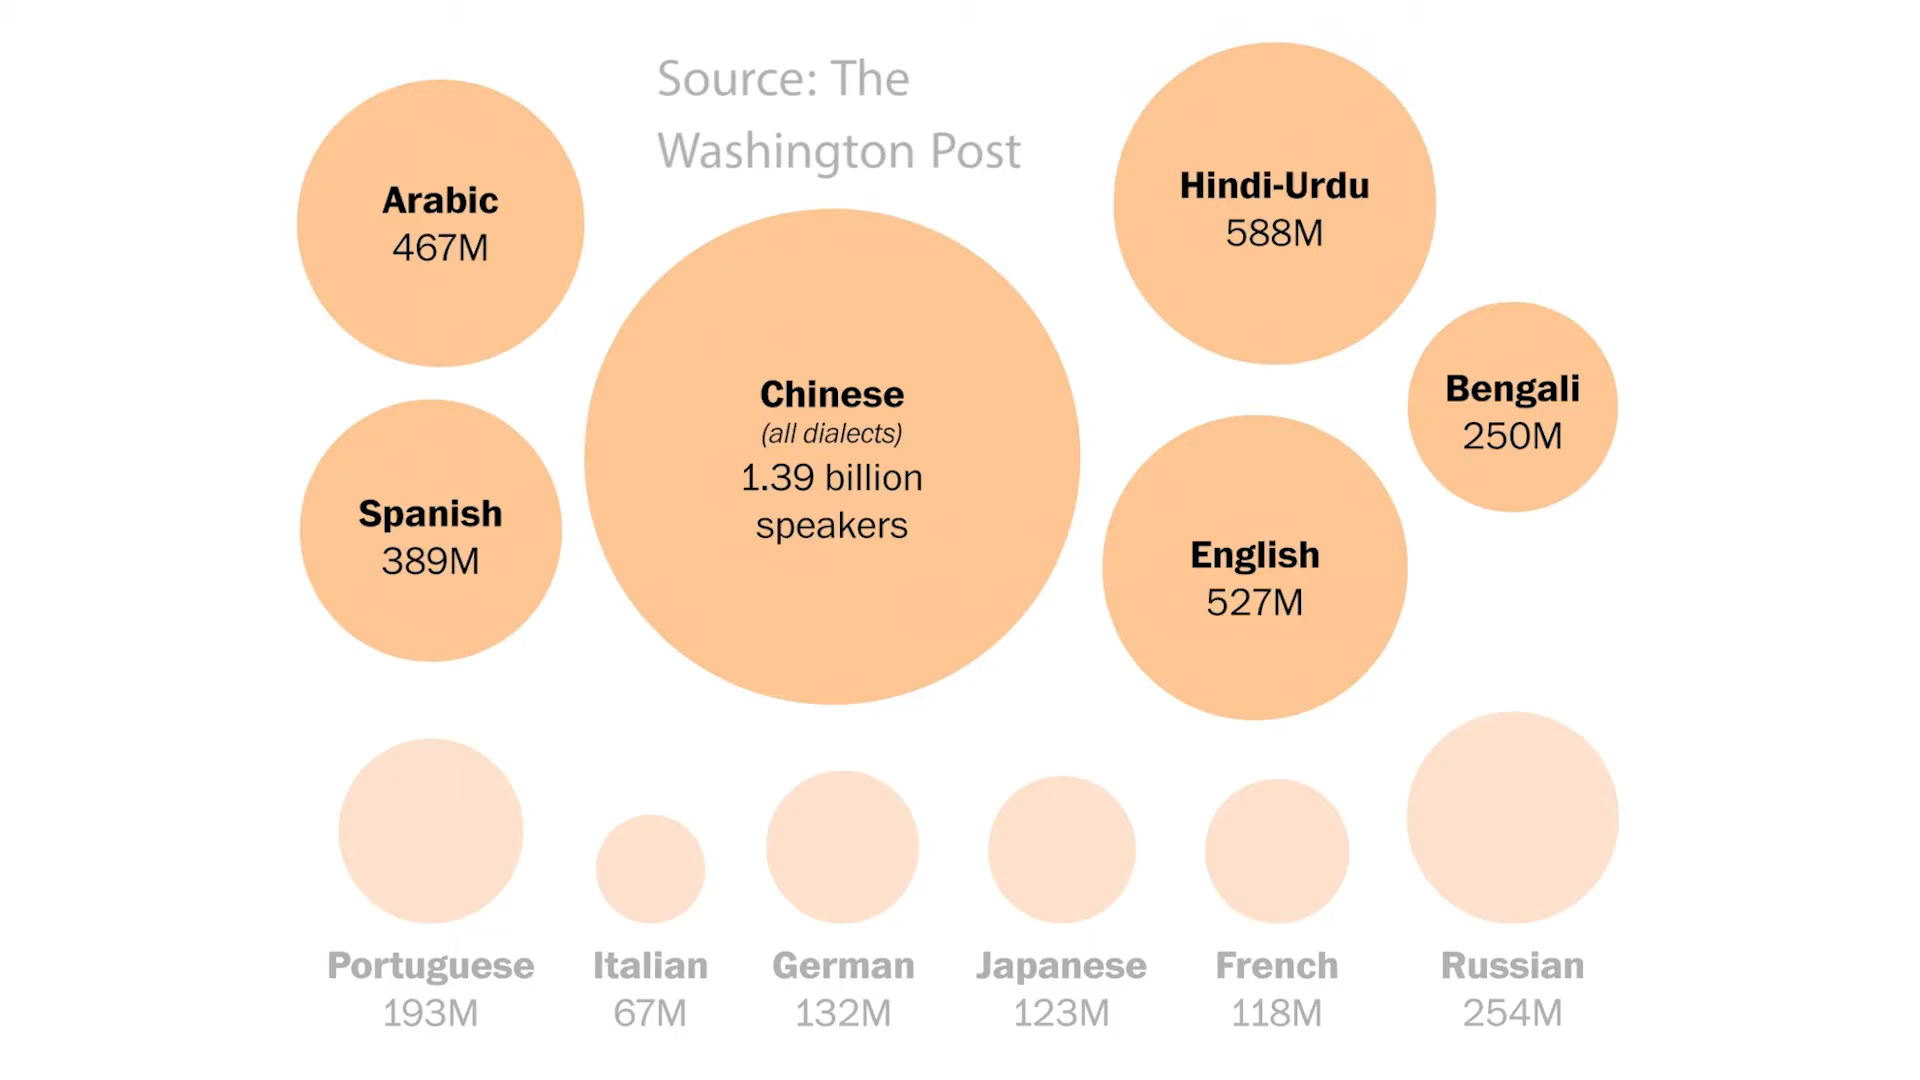 Source: The
Washington Post
Arabic
467M
Hindi-Urdu
588M
Chinese
(all dialects)
1.39 billion
speakers
Bengali
250M
Spanish
389M
English
527M
Portuguese
193M
Italian
67M
German
132M
Japanese
123M
French
118M
Russian
254M